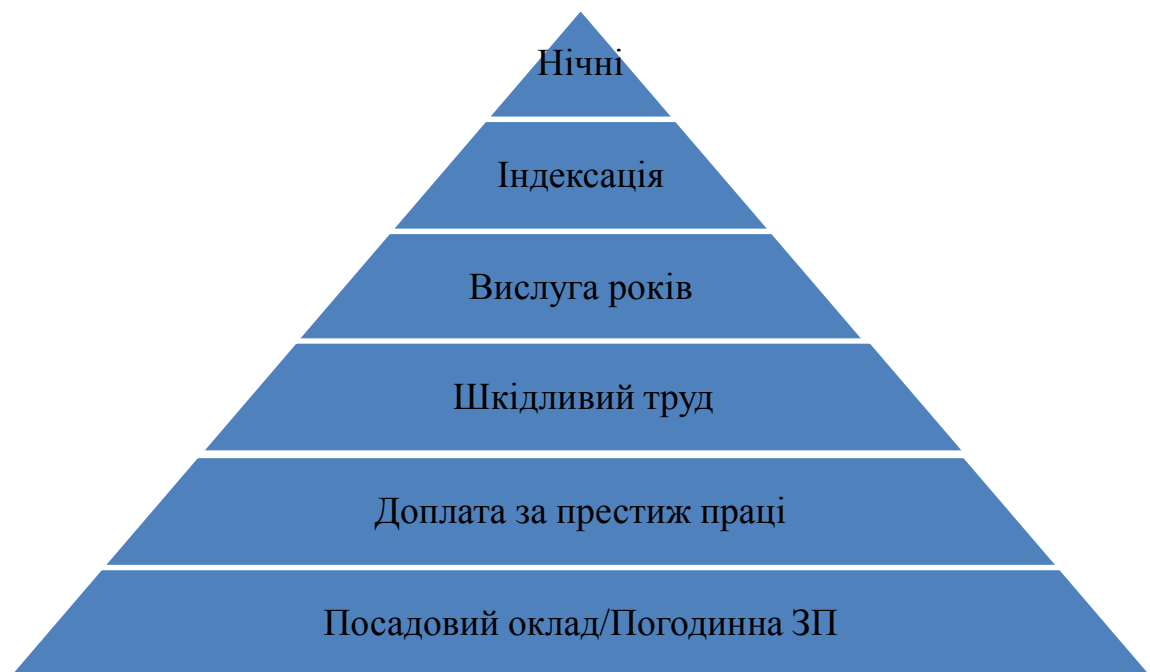 Нічні
Індексація
Вислуга років
Шкідливий труд
Доплата за престиж праці
Посадовий оклад/Погодинна ЗП